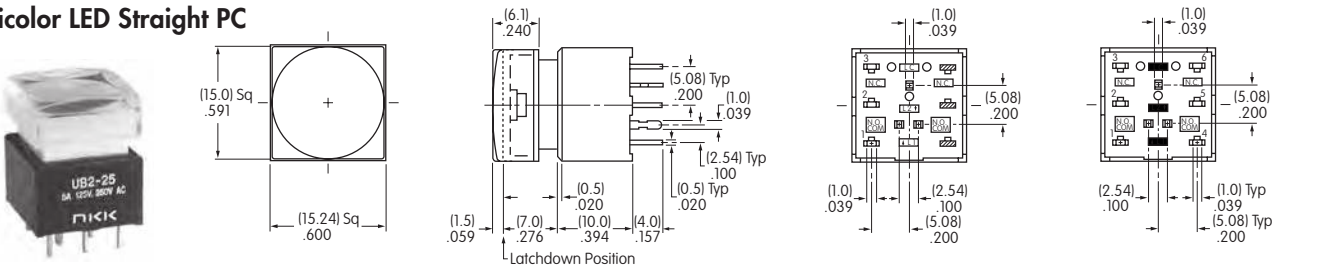 icolor LED Straight PC
UB2-25
5A 125V, 250V AC
NKK
(15.0) Sq
.591
(15.24) Sq
.600
(6.1)
.240
(5.08) Typ
.200
(1.0)
.039
(2.54) Typ
.100
(0.5) Typ
.020
(0.5)
.020
(1.5)
.059
(7.0)
.276
(10.0)
.394
(4.0)
.157
Latchdown Position
(1.0)
.039
3
N.C.
N.C.
2
L2
N.O.
COM
N.O.
COM
1
L1
(5.08)
.200
(1.0)
.039
(2.54)
.100
(5.08)
.200
(1.0)
.039
3
6
N.C.
N.C.
2
5
N.O.
COM
N.O.
COM
1
4
(5.08)
.200
(2.54)
.100
(1.0) Typ
.039
(5.08) Typ
.200